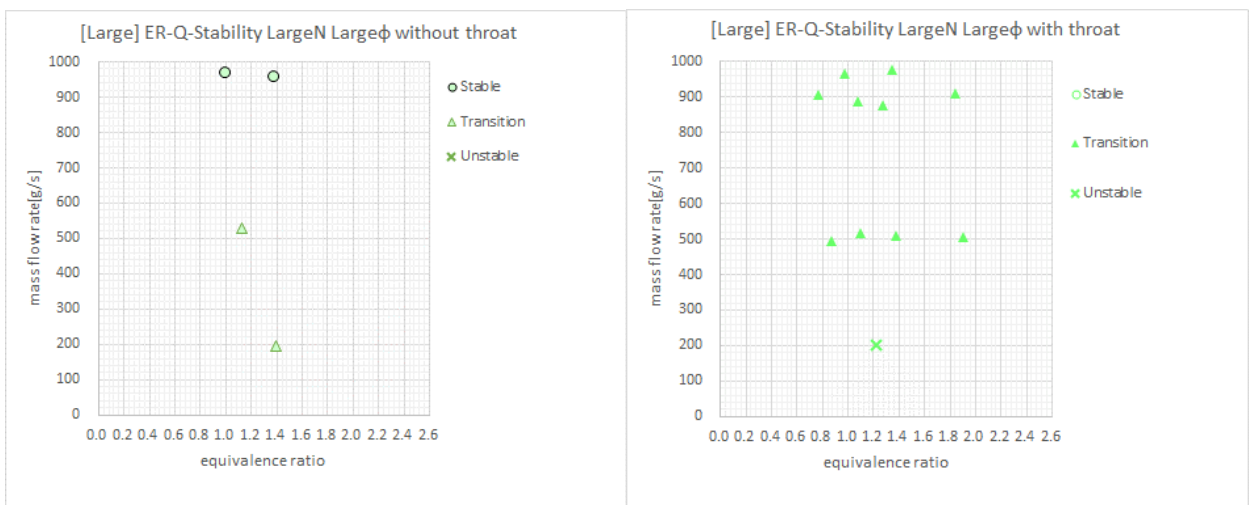 [Large] ER-Q-Stability LargeN Largeϕ without throat
1000
900
800
700
600
500
400
300
200
100
0
mass flow rate[g/s]
0.0 0.2 0.4 0.6 0.8 1.0 1.2 1.4 1.6 1.8 2.0 2.2 2.4 2.6
equivalence ratio
Stable
Transition
Unstable
[Large] ER-Q-Stability LargeN Largeϕ with throat
1000
900
800
700
600
500
400
300
200
100
0
mass flow rate[g/s]
0.0 0.2 0.4 0.6 0.8 1.0 1.2 1.4 1.6 1.8 2.0 2.2 2.4 2.6
equivalence ratio
Stable
Transition
Unstable